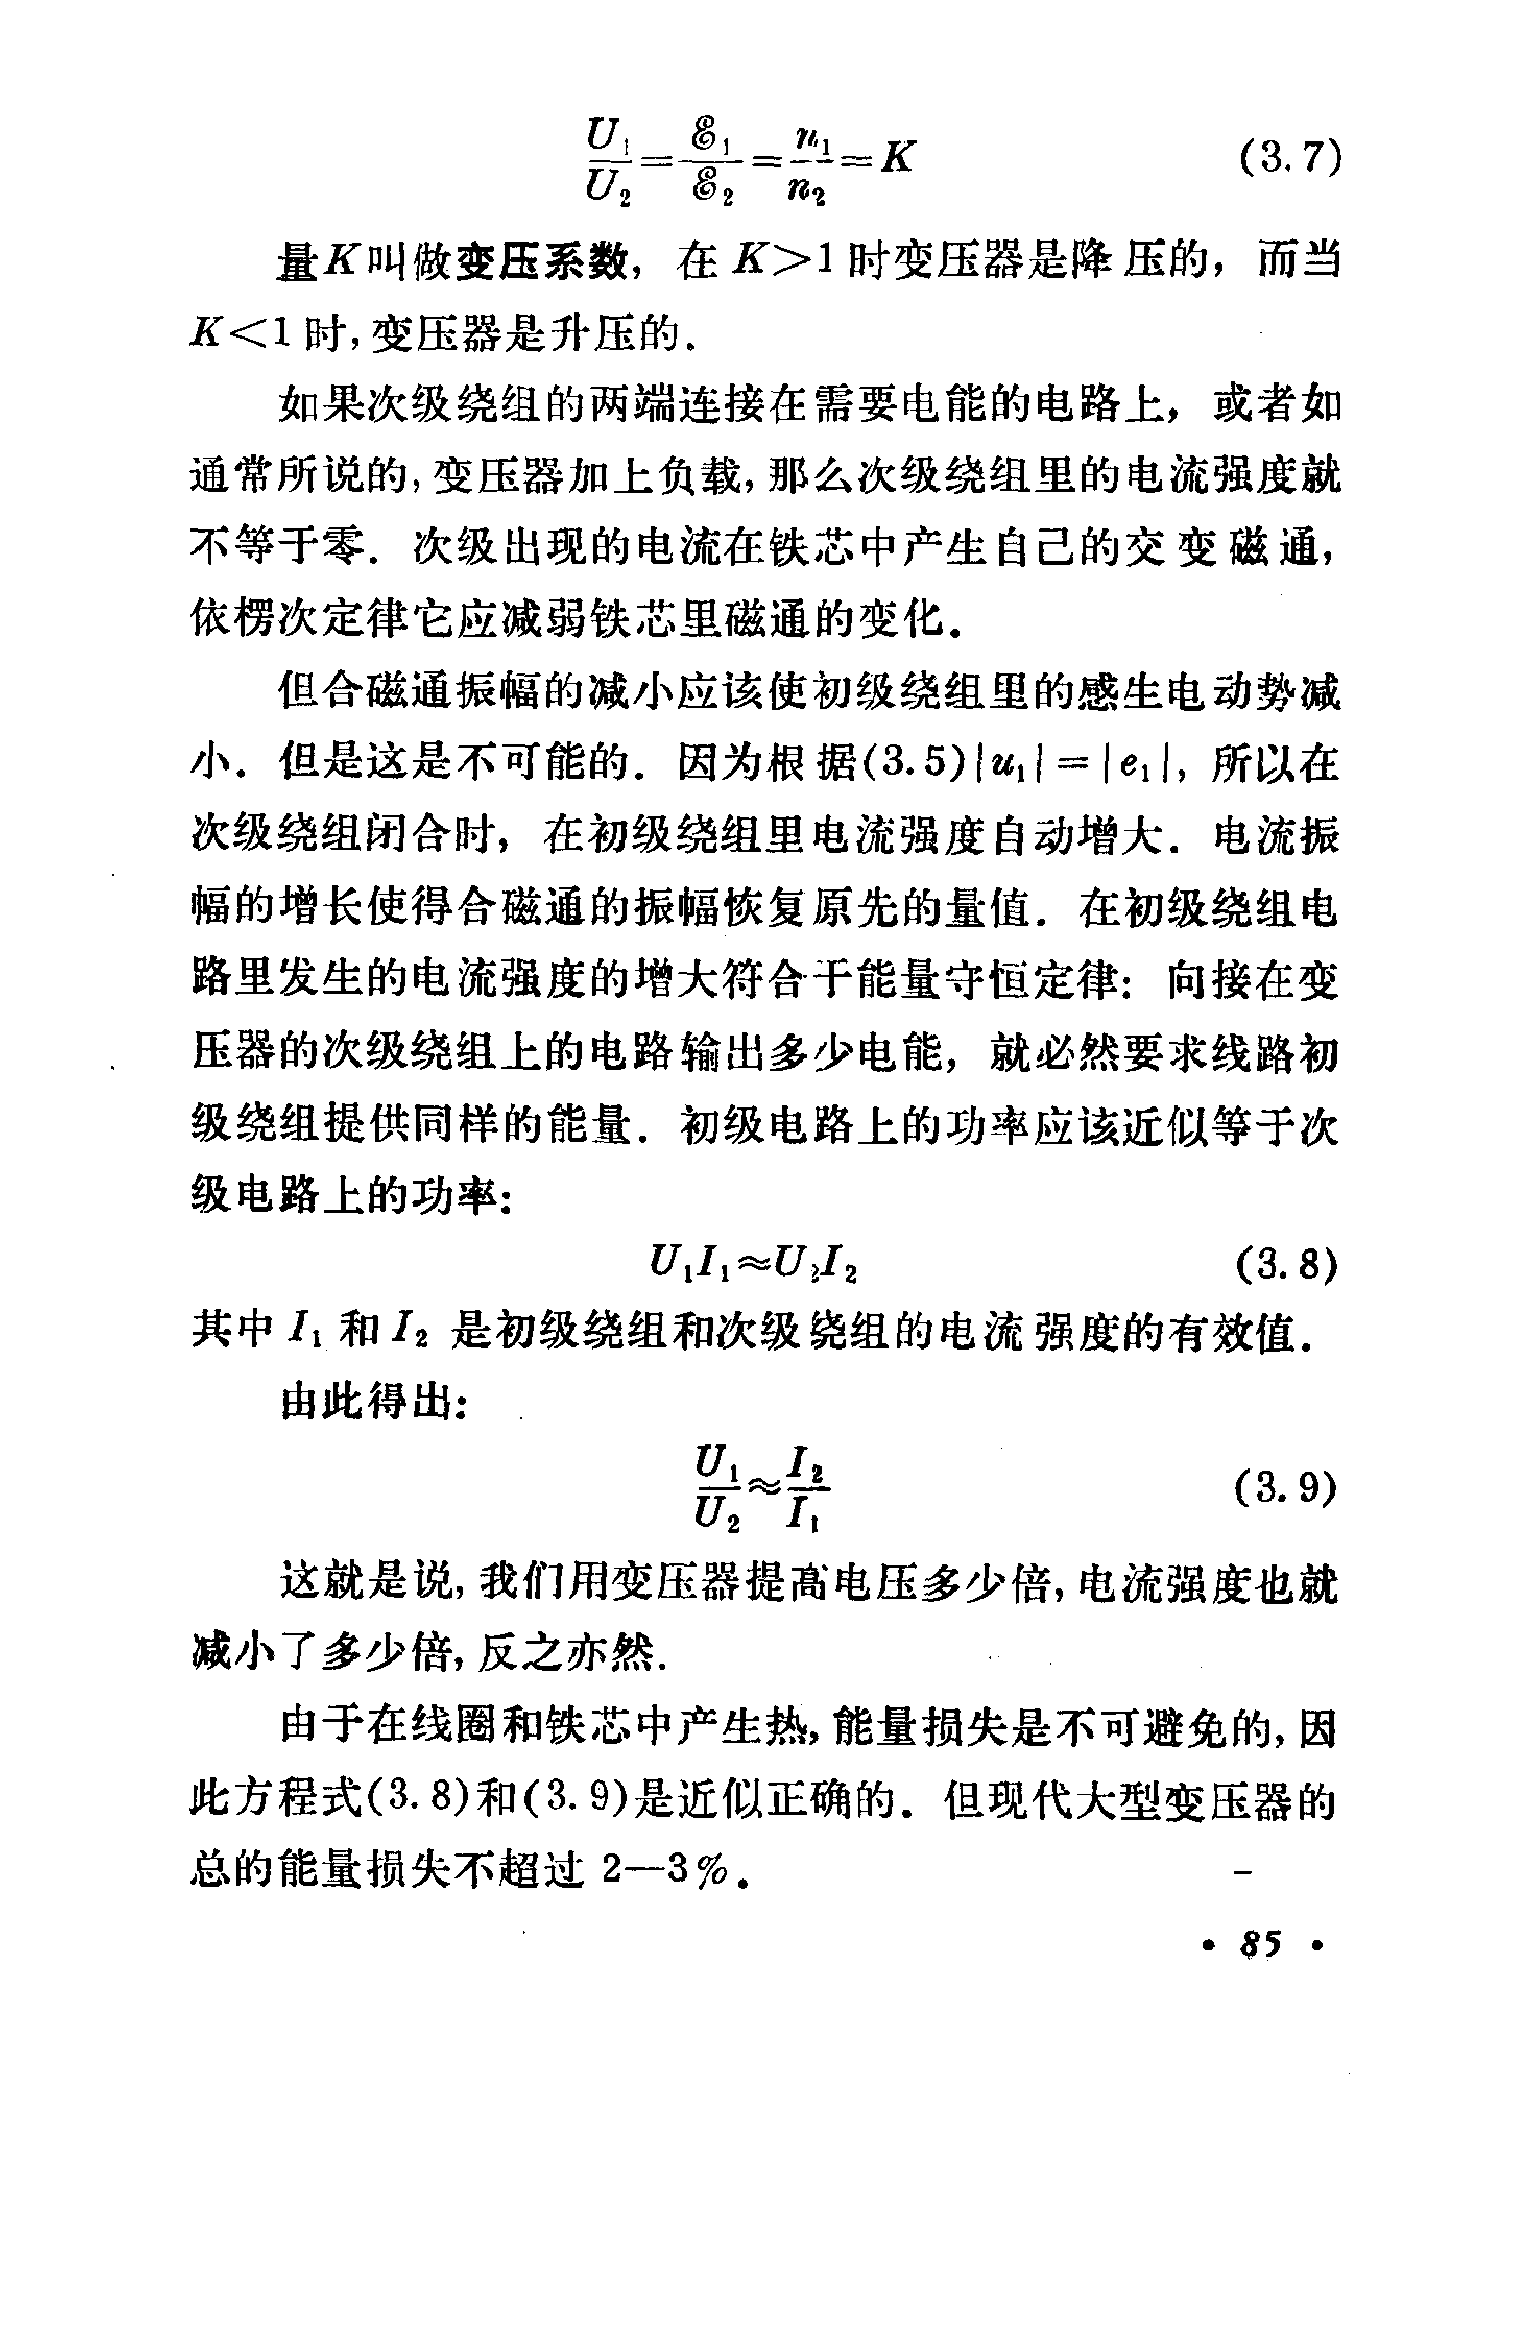 U₁/U₂=ℰ₁/ℰ₂=n₁/n₂=K (3.7)
量K叫做变压系数，在 K>1 时变压器是降压的，而当
K<1 时，变压器是升压的．
如果次级绕组的两端连接在需要电能的电路上，或者如
通常所说的，变压器加上负载，那么次级绕组里的电流强度就
不等于零．次级出现的电流在铁芯中产生自己的交变磁通，
依楞次定律它应减弱铁芯里磁通的变化．
但合磁通振幅的减小应该使初级绕组里的感生电动势减
小．但是这是不可能的．因为根据(3.5)|u₁|=|e₁|，所以在
次级绕组闭合时，在初级绕组里电流强度自动增大．电流振
幅的增长使得合磁通的振幅恢复原先的量值．在初级绕组电
路里发生的电流强度的增大符合于能量守恒定律：向接在变
压器的次级绕组上的电路输出多少电能，就必然要求线路初
级绕组提供同样的能量．初级电路上的功率应该近似等于次
级电路上的功率：
U₁I₁≈U₂I₂ (3.8)
其中 I₁ 和 I₂ 是初级绕组和次级绕组的电流强度的有效值．
由此得出：
U₁/U₂≈I₂/I₁ (3.9)
这就是说，我们用变压器提高电压多少倍，电流强度也就
减小了多少倍，反之亦然．
由于在线圈和铁芯中产生热，能量损失是不可避免的，因
此方程式(3.8)和(3.9)是近似正确的．但现代大型变压器的
总的能量损失不超过 2—3%．
• 85 •